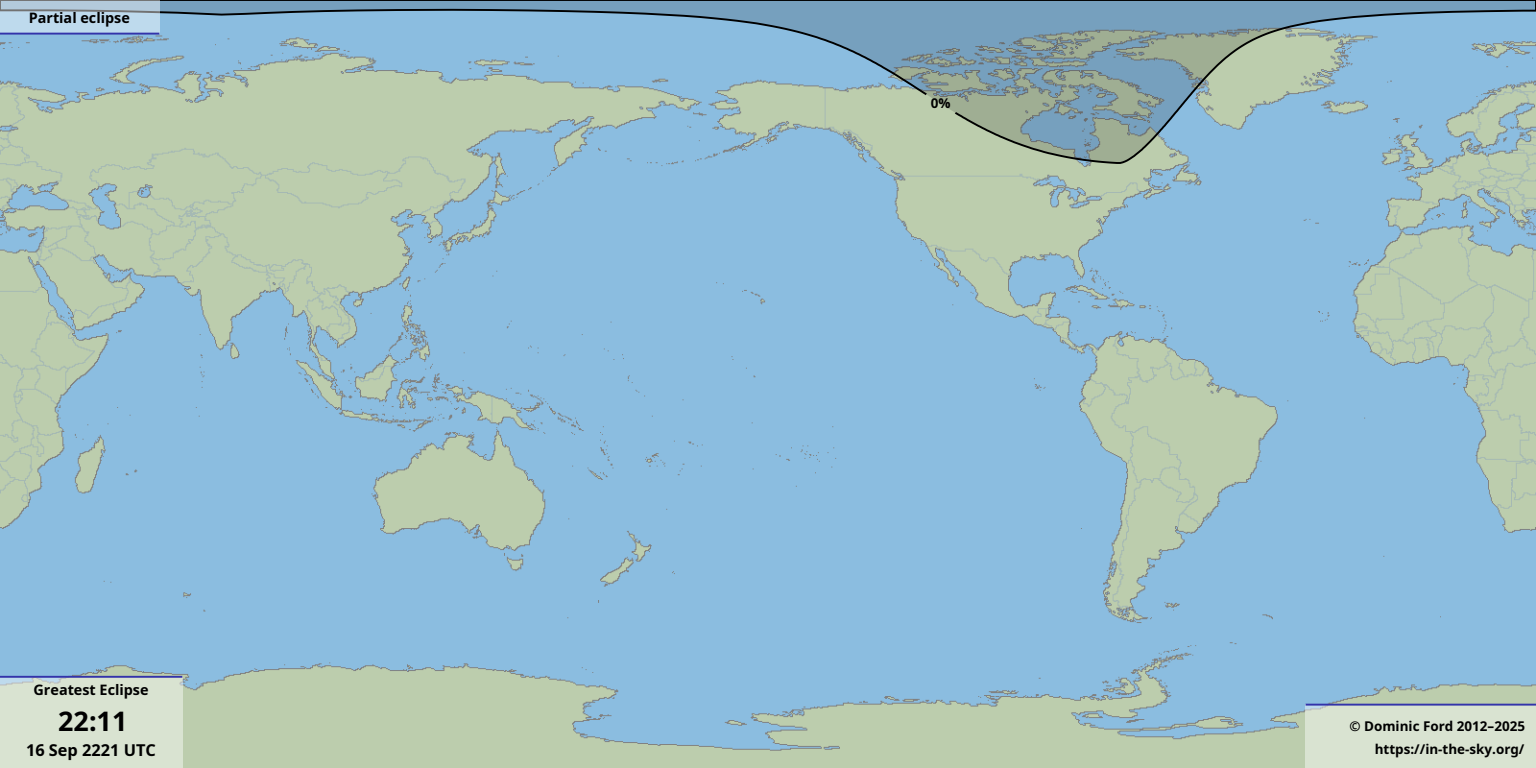 Partial eclipse
0%
Greatest Eclipse
22:11
16 Sep 2221 UTC
© Dominic Ford 2012–2025
https://in-the-sky.org/